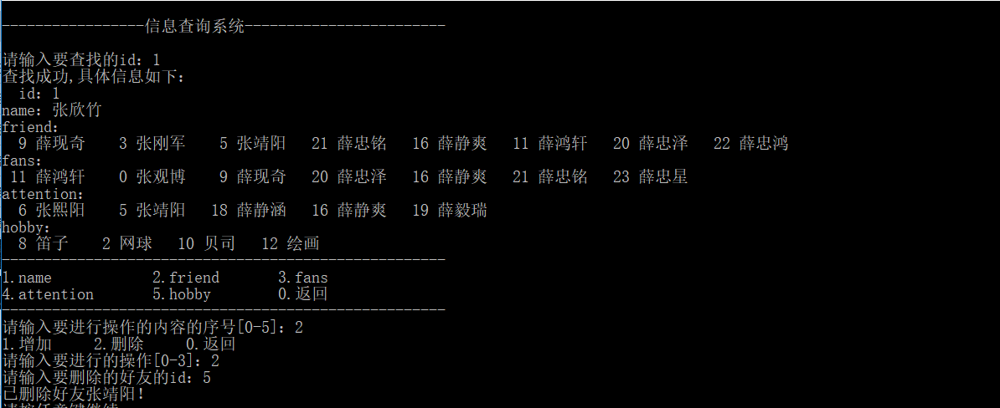 -----------------信息查询系统------------------------
请输入要查找的id：1
查找成功,具体信息如下：
id：1
name：张欣竹
friend：
9 薛现奇 3 张刚军 5 张靖阳 21 薛忠铭 16 薛静爽 11 薛鸿轩 20 薛忠泽 22 薛忠鸿
fans：
11 薛鸿轩 0 张观博 9 薛现奇 20 薛忠泽 16 薛静爽 21 薛忠铭 23 薛忠星
attention：
6 张熙阳 5 张靖阳 18 薛静涵 16 薛静爽 19 薛毅瑞
hobby：
8 笛子 2 网球 10 贝司 12 绘画
-----------------------------------------------------
1.name 2.friend 3.fans
4.attention 5.hobby 0.返回
-----------------------------------------------------
请输入要进行操作的内容的序号[0-5]：2
1.增加 2.删除 0.返回
请输入要进行的操作[0-3]：2
请输入要删除的好友的id：5
已删除好友张靖阳！
请按任意键继续